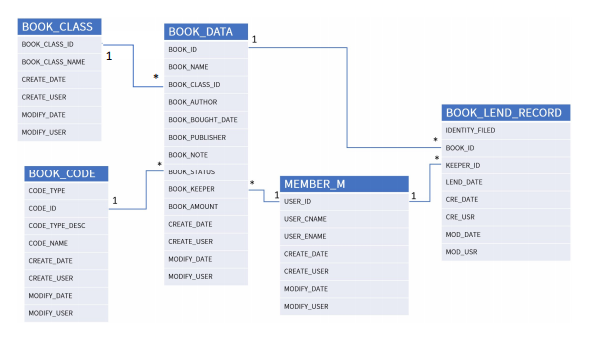 BOOK_CLASS
BOOK_CLASS_ID
BOOK_CLASS_NAME
CREATE_DATE
CREATE_USER
MODIFY_DATE
MODIFY_USER
1
*
BOOK_DATA
BOOK_ID
BOOK_NAME
BOOK_CLASS_ID
BOOK_AUTHOR
BOOK_BOUGHT_DATE
BOOK_PUBLISHER
BOOK_NOTE
BOOK_STATUS
BOOK_KEEPER
BOOK_AMOUNT
CREATE_DATE
CREATE_USER
MODIFY_DATE
MODIFY_USER
1
*
BOOK_CODE
CODE_TYPE
CODE_ID
CODE_TYPE_DESC
CODE_NAME
CREATE_DATE
CREATE_USER
MODIFY_DATE
MODIFY_USER
1
*
MEMBER_M
USER_ID
USER_CNAME
USER_ENAME
CREATE_DATE
CREATE_USER
MODIFY_DATE
MODIFY_USER
*
1
1
*
BOOK_LEND_RECORD
IDENTITY_FILED
BOOK_ID
KEEPER_ID
LEND_DATE
CRE_DATE
CRE_USR
MOD_DATE
MOD_USR